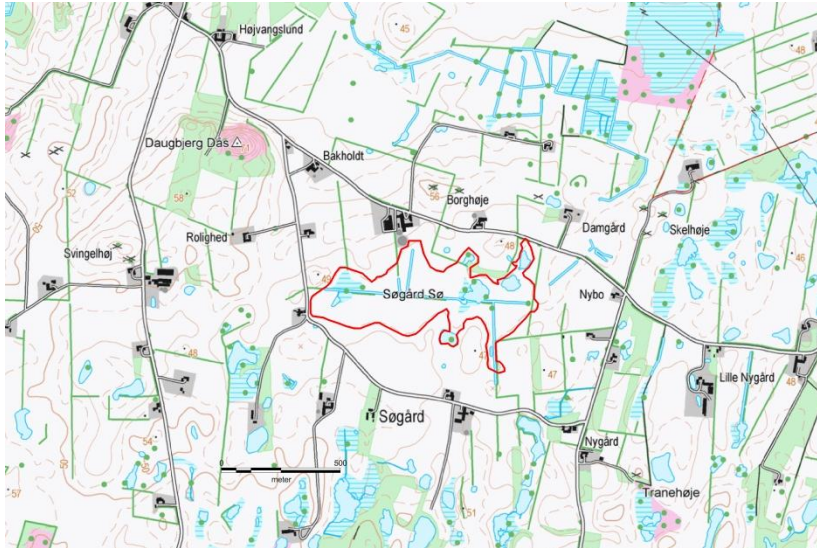 Højvangslund
45
48
Daugbjerg Dås
Bakholdt
58
52
56
Borghøje
Rolighed
Damgård
Skelhøje
Svingelhøj
48
46
49
Søgård Sø
Nybo
48
47
Lille Nygård
48
Søgård
54
Nygård
0
500
meter
50
57
51
Tranehøje